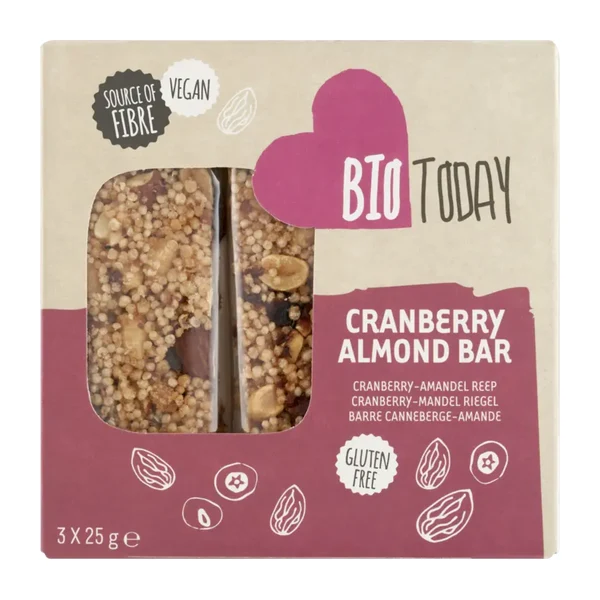 SOURCE OF
FIBRE
VEGAN
BIO TODAY
CRANBERRY
ALMOND BAR
CRANBERRY-AMANDEL REEP
CRANBERRY-MANDEL RIEGEL
BARRE CANNEBERGE-AMANDE
GLUTEN
FREE
3 X 25 g ℮